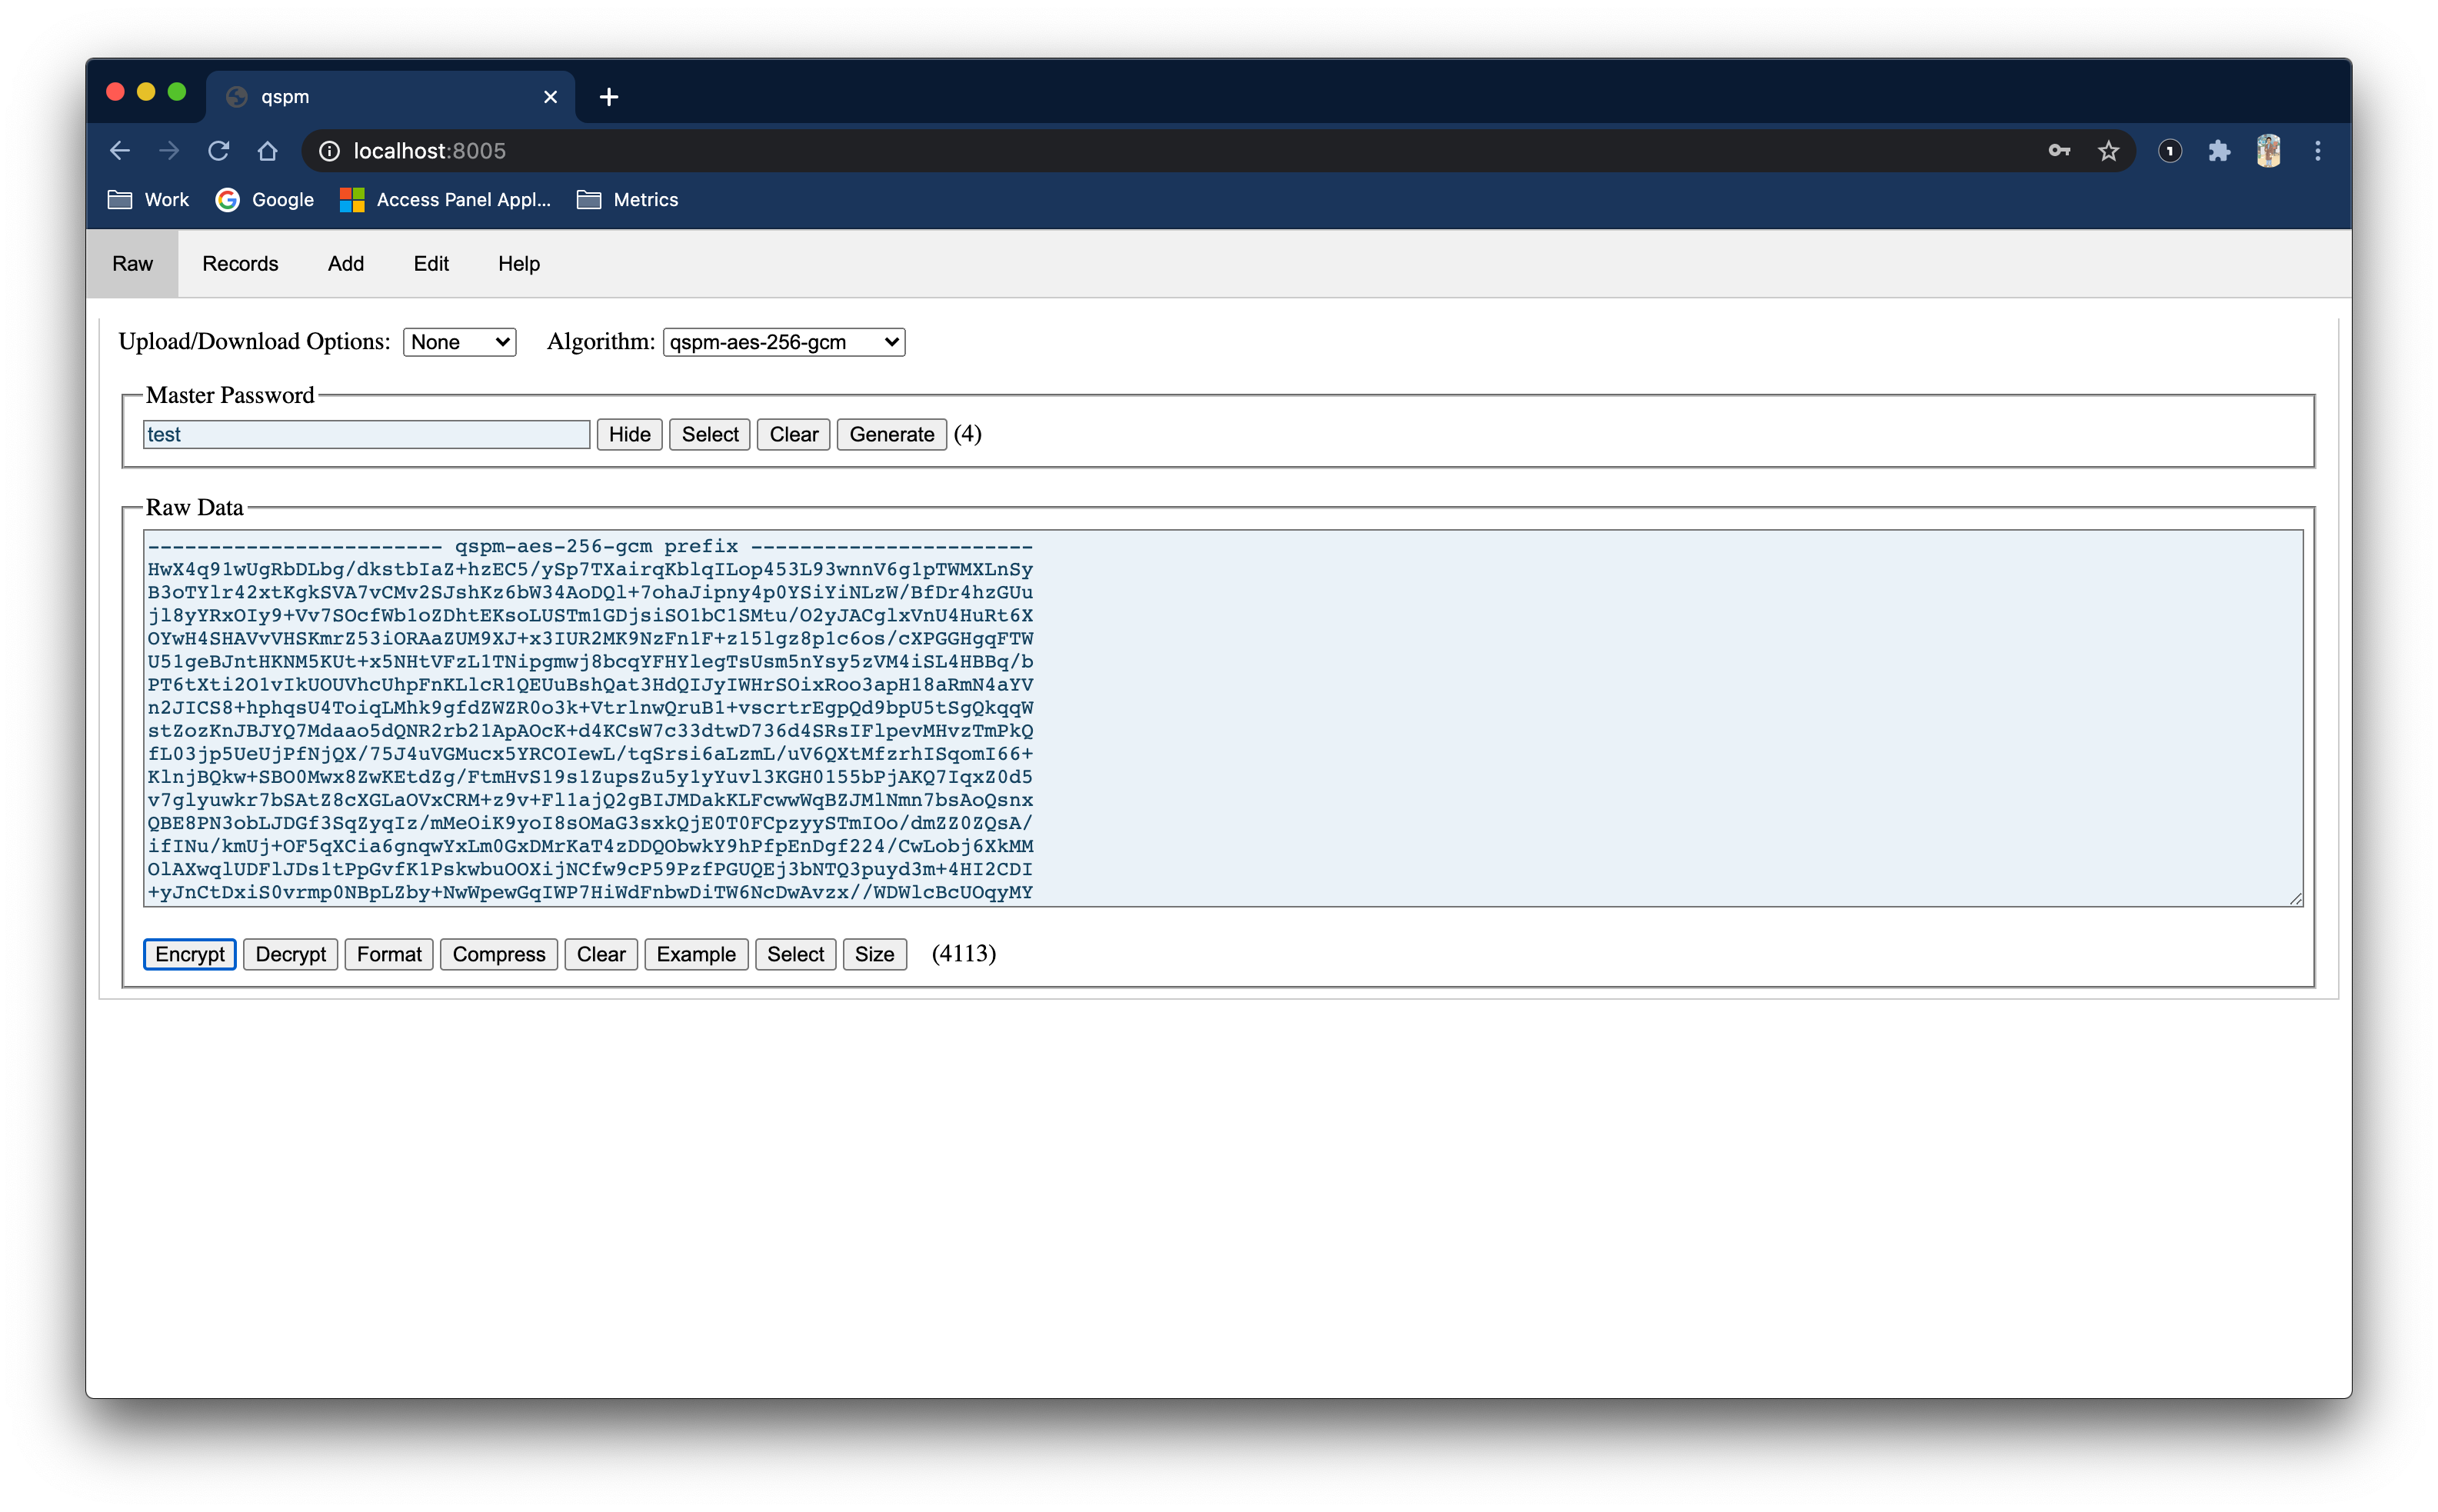 qspm
localhost:8005
Work Google Access Panel Appl... Metrics
Raw Records Add Edit Help
Upload/Download Options: None Algorithm: qspm-aes-256-gcm
Master Password
test Hide Select Clear Generate (4)
Raw Data
------------------------ qspm-aes-256-gcm prefix -----------------------
HwX4q91wUgRbDLbg/dkstbIaZ+hzEC5/ySp7TXairqKblqILop453L93wnnV6g1pTWMXLnSy
B3oTYlr42xtKgkSVA7vCMv2SJshKz6bW34AoDQl+7ohaJipny4p0YSiYiNLzW/BfDr4hzGUu
jl8yYRxOIy9+Vv7SOcfWb1oZDhtEKsoLUSTm1GDjsiSO1bC1SMtu/O2yJACglxVnU4HuRt6X
OYwH4SHAVvVHSKmrZ53iORAaZUM9XJ+x3IUR2MK9NzFn1F+z15lgz8p1c6os/cXPGGHgqFTW
U51geBJntHKNM5KUt+x5NHtVFzL1TNipgmwj8bcqYFHYlegTsUsm5nYsy5zVM4iSL4HBBq/b
PT6tXti2O1vIkUOUVhcUhpFnKLlcR1QEUuBshQat3HdQIJyIWHrSOixRoo3apH18aRmN4aYV
n2JICS8+hphqsU4ToiqLMhk9gfdZWZR0o3k+VtrlnwQruB1+vscrtrEgpQd9bpU5tSgQkqqW
stZozKnJBJYQ7Mdaao5dQNR2rb21ApAOcK+d4KCsW7c33dtwD736d4SRsIFlpevMHvzTmPkQ
fL03jp5UeUjPfNjQX/75J4uVGMucx5YRCOIewL/tqSrsi6aLzmL/uV6QXtMfzrhISqomI66+
KlnjBQkw+SBO0Mwx8ZwKEtdZg/FtmHvS19s1ZupsZu5y1yYuvl3KGH0155bPjAKQ7IqxZ0d5
v7glyuwkr7bSAtZ8cXGLaOVxCRM+z9v+Fl1ajQ2gBIJMDakKLFcwwWqBZJMlNmn7bsAoQsnx
QBE8PN3obLJDGf3SqZyqIz/mMeOiK9yoI8sOMaG3sxkQjE0T0FCpzyySTmIOo/dmZZ0ZQsA/
ifINu/kmUj+OF5qXCia6gnqwYxLm0GxDMrKaT4zDDQObwkY9hPfpEnDgf224/CwLobj6XkMM
OlAXwqlUDFlJDs1tPpGvfK1PskwbuOOXijNCfw9cP59PzfPGUQEj3bNTQ3puyd3m+4HI2CDI
+yJnCtDxiS0vrmp0NBpLZby+NwWpewGqIWP7HiWdFnbwDiTW6NcDwAvzx//WDWlcBcUOqyMY
Encrypt Decrypt Format Compress Clear Example Select Size (4113)